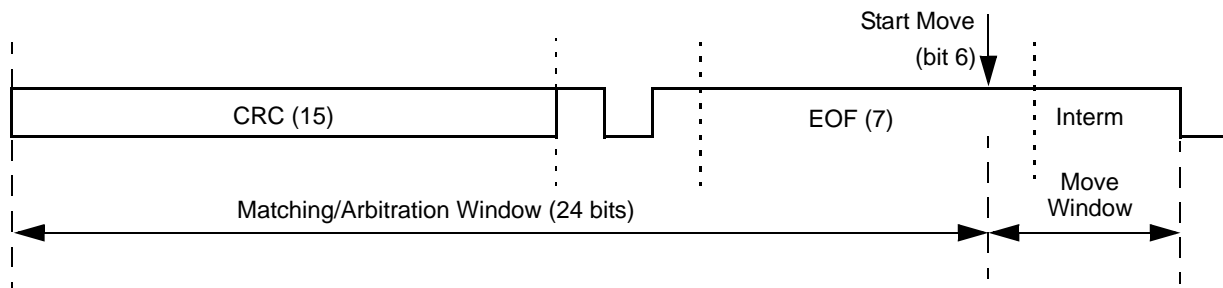 Start Move
(bit 6)
CRC (15)
EOF (7)
Interm
Matching/Arbitration Window (24 bits)
Move
Window